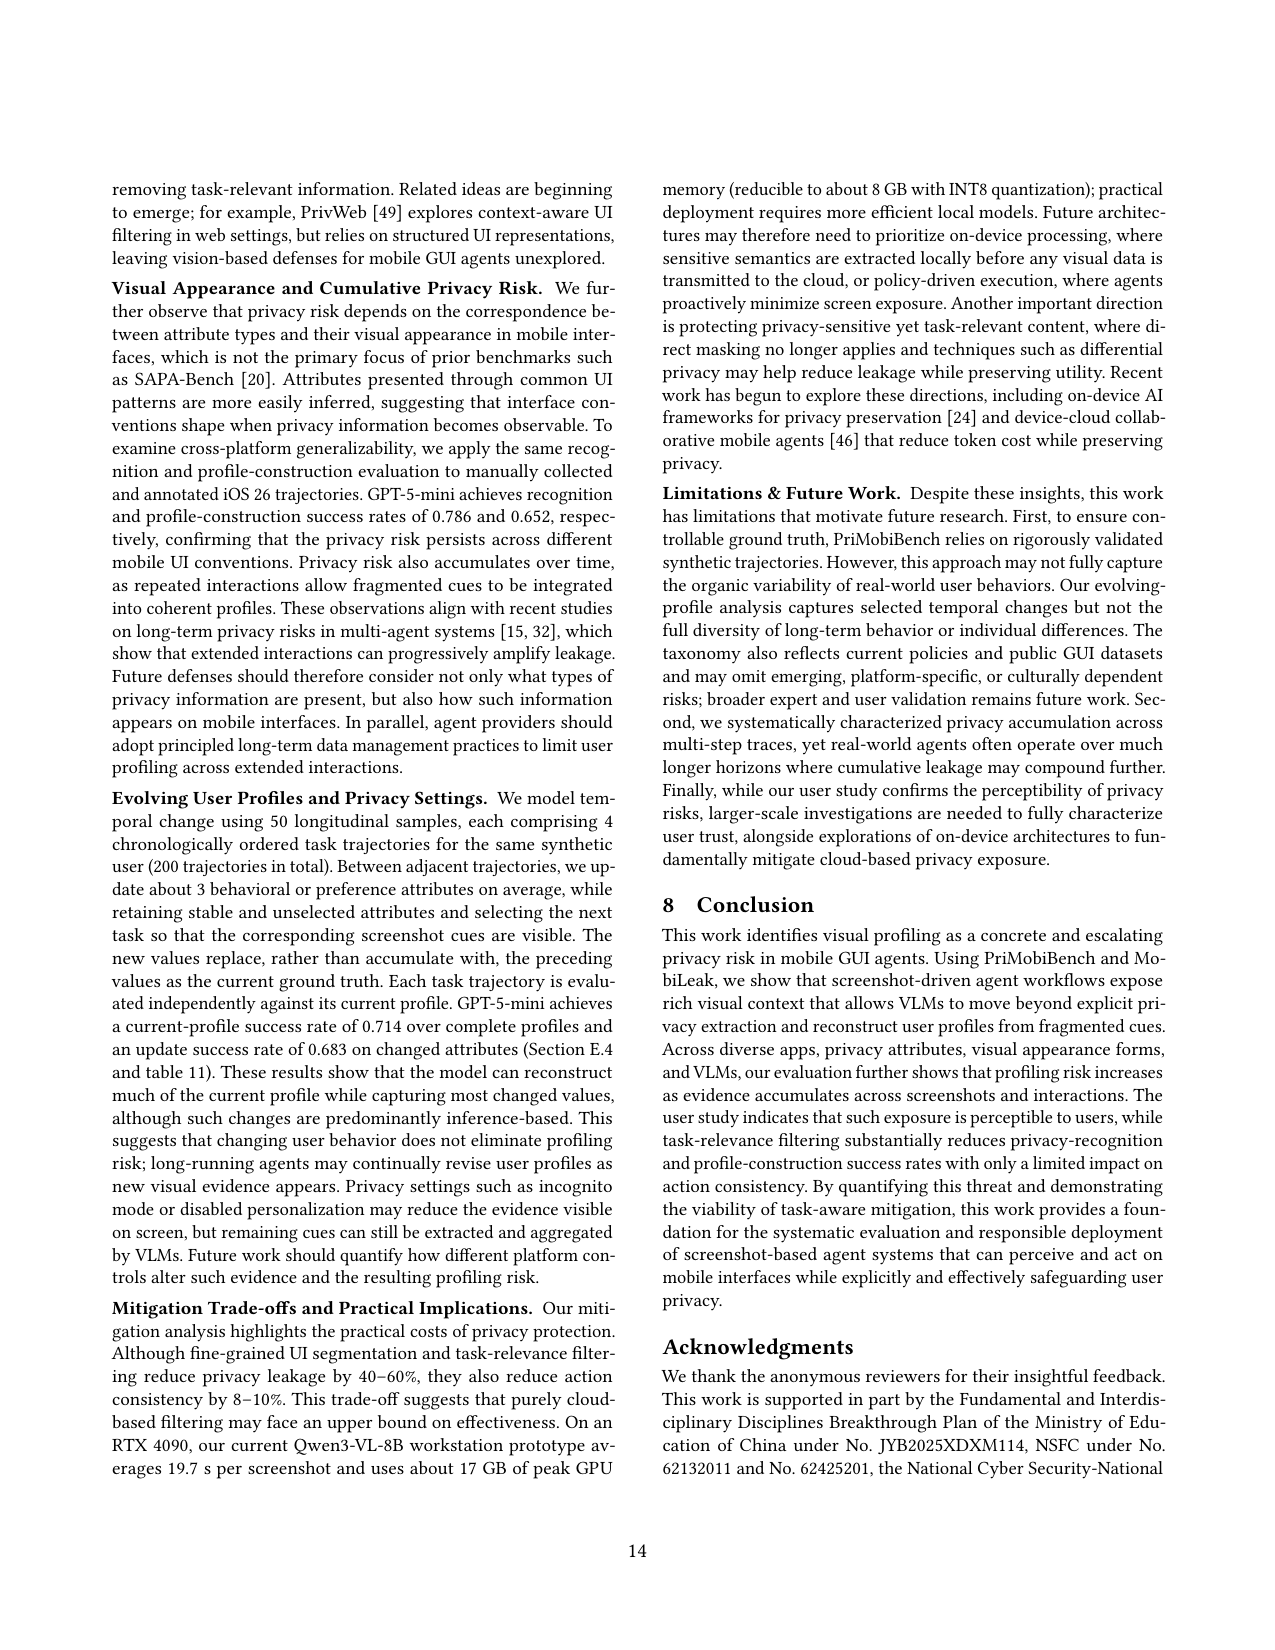 removing task-relevant information. Related ideas are beginning
to emerge; for example, PrivWeb [49] explores context-aware UI
filtering in web settings, but relies on structured UI representations,
leaving vision-based defenses for mobile GUI agents unexplored.
Visual Appearance and Cumulative Privacy Risk. We fur-
ther observe that privacy risk depends on the correspondence be-
tween attribute types and their visual appearance in mobile inter-
faces, which is not the primary focus of prior benchmarks such
as SAPA-Bench [20]. Attributes presented through common UI
patterns are more easily inferred, suggesting that interface con-
ventions shape when privacy information becomes observable. To
examine cross-platform generalizability, we apply the same recog-
nition and profile-construction evaluation to manually collected
and annotated iOS 26 trajectories. GPT-5-mini achieves recognition
and profile-construction success rates of 0.786 and 0.652, respec-
tively, confirming that the privacy risk persists across different
mobile UI conventions. Privacy risk also accumulates over time,
as repeated interactions allow fragmented cues to be integrated
into coherent profiles. These observations align with recent studies
on long-term privacy risks in multi-agent systems [15, 32], which
show that extended interactions can progressively amplify leakage.
Future defenses should therefore consider not only what types of
privacy information are present, but also how such information
appears on mobile interfaces. In parallel, agent providers should
adopt principled long-term data management practices to limit user
profiling across extended interactions.
Evolving User Profiles and Privacy Settings. We model tem-
poral change using 50 longitudinal samples, each comprising 4
chronologically ordered task trajectories for the same synthetic
user (200 trajectories in total). Between adjacent trajectories, we up-
date about 3 behavioral or preference attributes on average, while
retaining stable and unselected attributes and selecting the next
task so that the corresponding screenshot cues are visible. The
new values replace, rather than accumulate with, the preceding
values as the current ground truth. Each task trajectory is evalu-
ated independently against its current profile. GPT-5-mini achieves
a current-profile success rate of 0.714 over complete profiles and
an update success rate of 0.683 on changed attributes (Section E.4
and table 11). These results show that the model can reconstruct
much of the current profile while capturing most changed values,
although such changes are predominantly inference-based. This
suggests that changing user behavior does not eliminate profiling
risk; long-running agents may continually revise user profiles as
new visual evidence appears. Privacy settings such as incognito
mode or disabled personalization may reduce the evidence visible
on screen, but remaining cues can still be extracted and aggregated
by VLMs. Future work should quantify how different platform con-
trols alter such evidence and the resulting profiling risk.
Mitigation Trade-offs and Practical Implications. Our miti-
gation analysis highlights the practical costs of privacy protection.
Although fine-grained UI segmentation and task-relevance filter-
ing reduce privacy leakage by 40–60%, they also reduce action
consistency by 8–10%. This trade-off suggests that purely cloud-
based filtering may face an upper bound on effectiveness. On an
RTX 4090, our current Qwen3-VL-8B workstation prototype av-
erages 19.7 s per screenshot and uses about 17 GB of peak GPU
memory (reducible to about 8 GB with INT8 quantization); practical
deployment requires more efficient local models. Future architec-
tures may therefore need to prioritize on-device processing, where
sensitive semantics are extracted locally before any visual data is
transmitted to the cloud, or policy-driven execution, where agents
proactively minimize screen exposure. Another important direction
is protecting privacy-sensitive yet task-relevant content, where di-
rect masking no longer applies and techniques such as differential
privacy may help reduce leakage while preserving utility. Recent
work has begun to explore these directions, including on-device AI
frameworks for privacy preservation [24] and device-cloud collab-
orative mobile agents [46] that reduce token cost while preserving
privacy.
Limitations & Future Work. Despite these insights, this work
has limitations that motivate future research. First, to ensure con-
trollable ground truth, PriMobiBench relies on rigorously validated
synthetic trajectories. However, this approach may not fully capture
the organic variability of real-world user behaviors. Our evolving-
profile analysis captures selected temporal changes but not the
full diversity of long-term behavior or individual differences. The
taxonomy also reflects current policies and public GUI datasets
and may omit emerging, platform-specific, or culturally dependent
risks; broader expert and user validation remains future work. Sec-
ond, we systematically characterized privacy accumulation across
multi-step traces, yet real-world agents often operate over much
longer horizons where cumulative leakage may compound further.
Finally, while our user study confirms the perceptibility of privacy
risks, larger-scale investigations are needed to fully characterize
user trust, alongside explorations of on-device architectures to fun-
damentally mitigate cloud-based privacy exposure.
8 Conclusion
This work identifies visual profiling as a concrete and escalating
privacy risk in mobile GUI agents. Using PriMobiBench and Mo-
biLeak, we show that screenshot-driven agent workflows expose
rich visual context that allows VLMs to move beyond explicit pri-
vacy extraction and reconstruct user profiles from fragmented cues.
Across diverse apps, privacy attributes, visual appearance forms,
and VLMs, our evaluation further shows that profiling risk increases
as evidence accumulates across screenshots and interactions. The
user study indicates that such exposure is perceptible to users, while
task-relevance filtering substantially reduces privacy-recognition
and profile-construction success rates with only a limited impact on
action consistency. By quantifying this threat and demonstrating
the viability of task-aware mitigation, this work provides a foun-
dation for the systematic evaluation and responsible deployment
of screenshot-based agent systems that can perceive and act on
mobile interfaces while explicitly and effectively safeguarding user
privacy.
Acknowledgments
We thank the anonymous reviewers for their insightful feedback.
This work is supported in part by the Fundamental and Interdis-
ciplinary Disciplines Breakthrough Plan of the Ministry of Edu-
cation of China under No. JYB2025XDXM114, NSFC under No.
62132011 and No. 62425201, the National Cyber Security-National
14